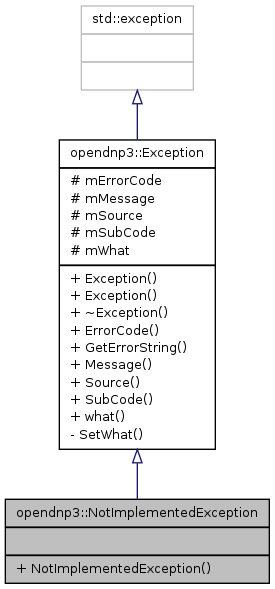 std::exception
opendnp3::Exception
# mErrorCode
# mMessage
# mSource
# mSubCode
# mWhat
+ Exception()
+ Exception()
+ ~Exception()
+ ErrorCode()
+ GetErrorString()
+ Message()
+ Source()
+ SubCode()
+ what()
- SetWhat()
opendnp3::NotImplementedException
+ NotImplementedException()